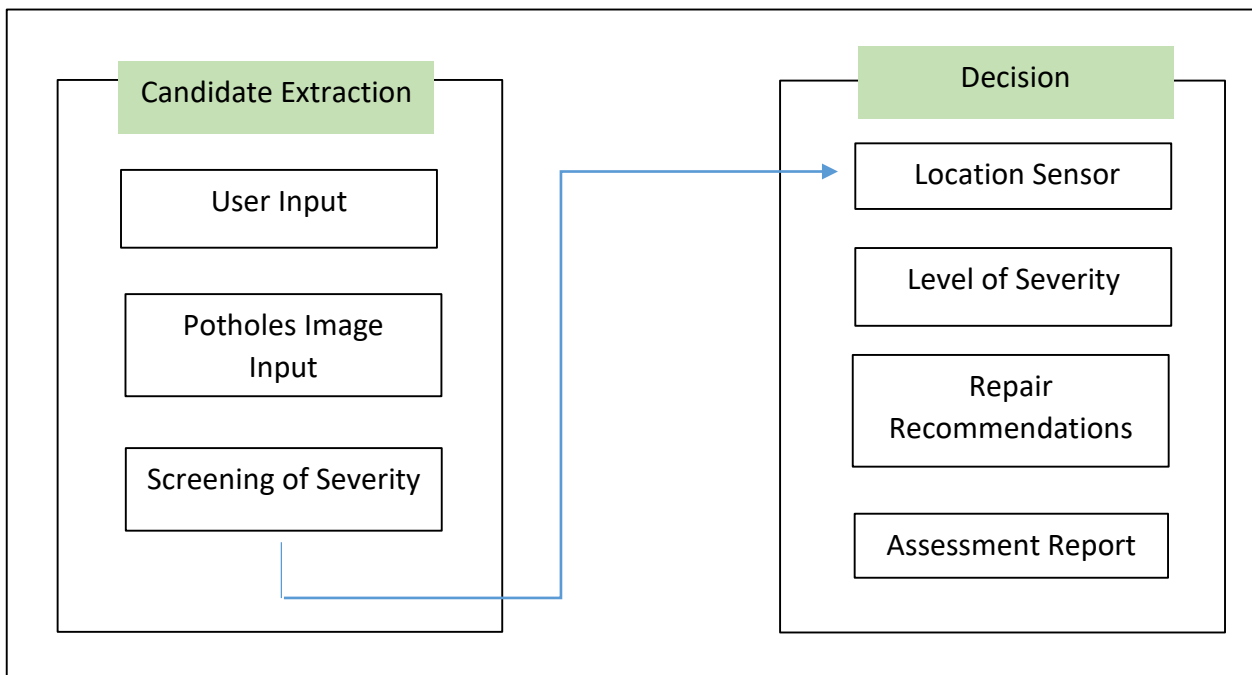 Candidate Extraction
User Input
Potholes Image
Input
Screening of Severity
Decision
Location Sensor
Level of Severity
Repair
Recommendations
Assessment Report